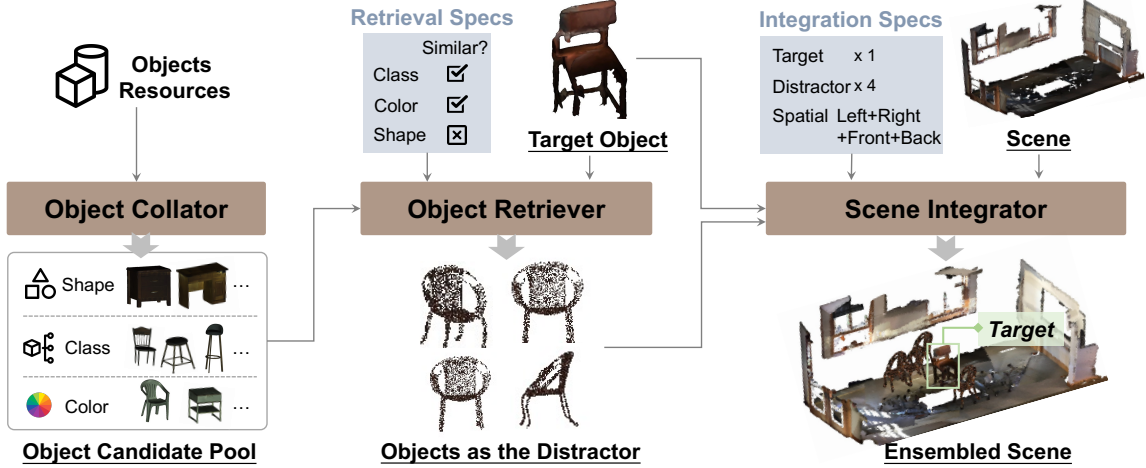 Objects
Resources
Object Collator
Shape ...
Class ...
Color ...
Object Candidate Pool
Retrieval Specs
Similar?
Class
Color
Shape
Target Object
Object Retriever
Objects as the Distractor
Integration Specs
Target x 1
Distractor x 4
Spatial Left+Right
+Front+Back
Scene
Scene Integrator
Target
Ensembled Scene